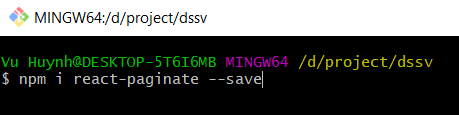 MINGW64:/d/project/dssv
Vu Huynh@DESKTOP-5T6I6MB MINGW64 /d/project/dssv
$ npm i react-paginate --save